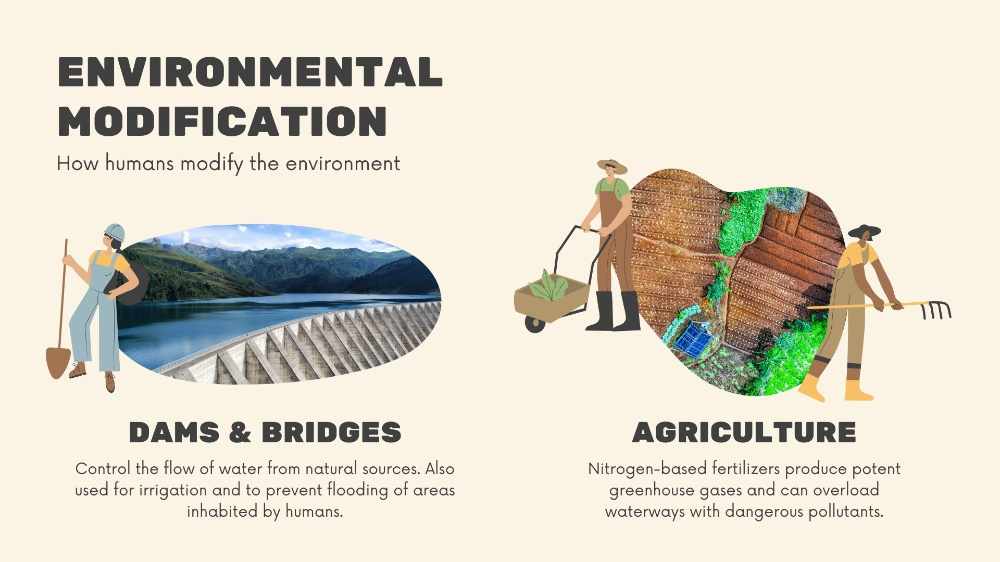 ENVIRONMENTAL
MODIFICATION
How humans modify the environment
DAMS & BRIDGES
Control the flow of water from natural sources. Also
used for irrigation and to prevent flooding of areas
inhabited by humans.
AGRICULTURE
Nitrogen-based fertilizers produce potent
greenhouse gases and can overload
waterways with dangerous pollutants.